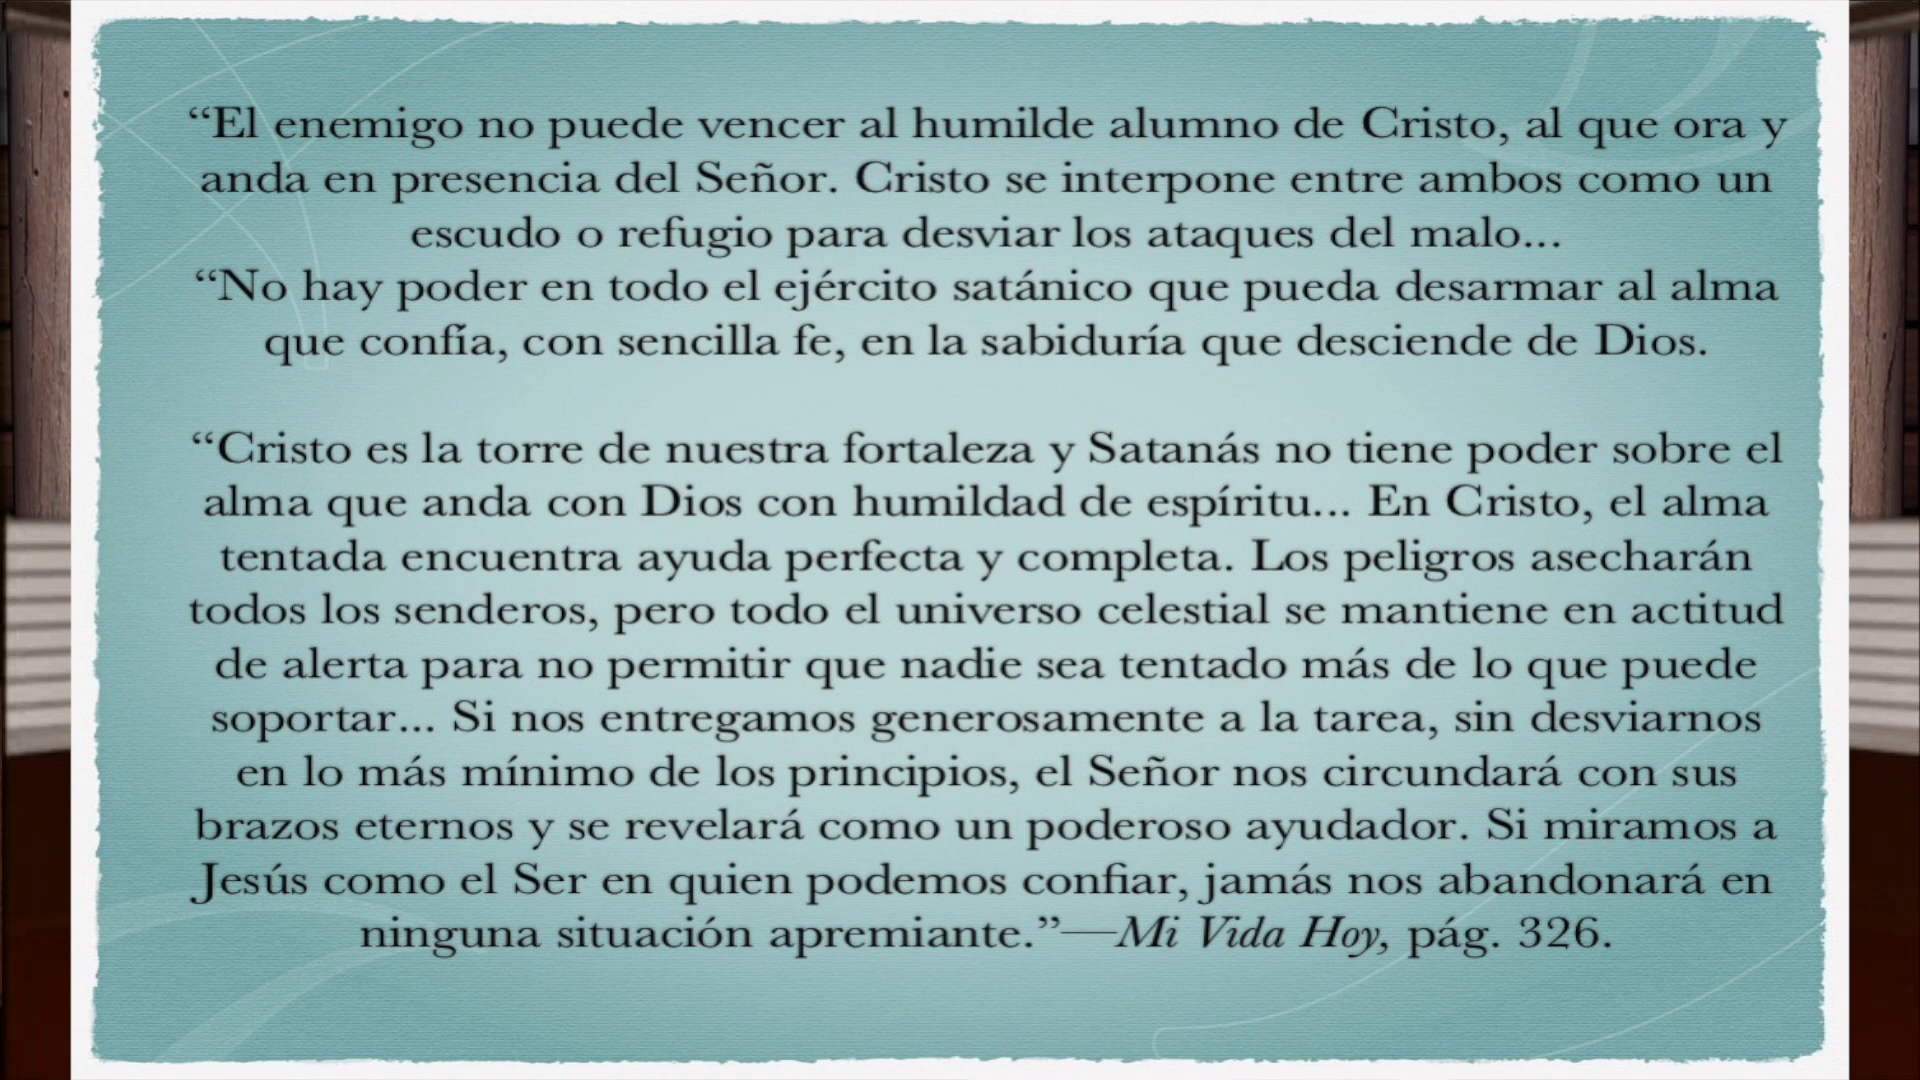 “El enemigo no puede vencer al humilde alumno de Cristo, al que ora y
anda en presencia del Señor. Cristo se interpone entre ambos como un
escudo o refugio para desviar los ataques del malo...
“No hay poder en todo el ejército satánico que pueda desarmar al alma
que confía, con sencilla fe, en la sabiduría que desciende de Dios.
“Cristo es la torre de nuestra fortaleza y Satanás no tiene poder sobre el
alma que anda con Dios con humildad de espíritu... En Cristo, el alma
tentada encuentra ayuda perfecta y completa. Los peligros asecharán
todos los senderos, pero todo el universo celestial se mantiene en actitud
de alerta para no permitir que nadie sea tentado más de lo que puede
soportar... Si nos entregamos generosamente a la tarea, sin desviarnos
en lo más mínimo de los principios, el Señor nos circundará con sus
brazos eternos y se revelará como un poderoso ayudador. Si miramos a
Jesús como el Ser en quien podemos confiar, jamás nos abandonará en
ninguna situación apremiante.”—Mi Vida Hoy, pág. 326.